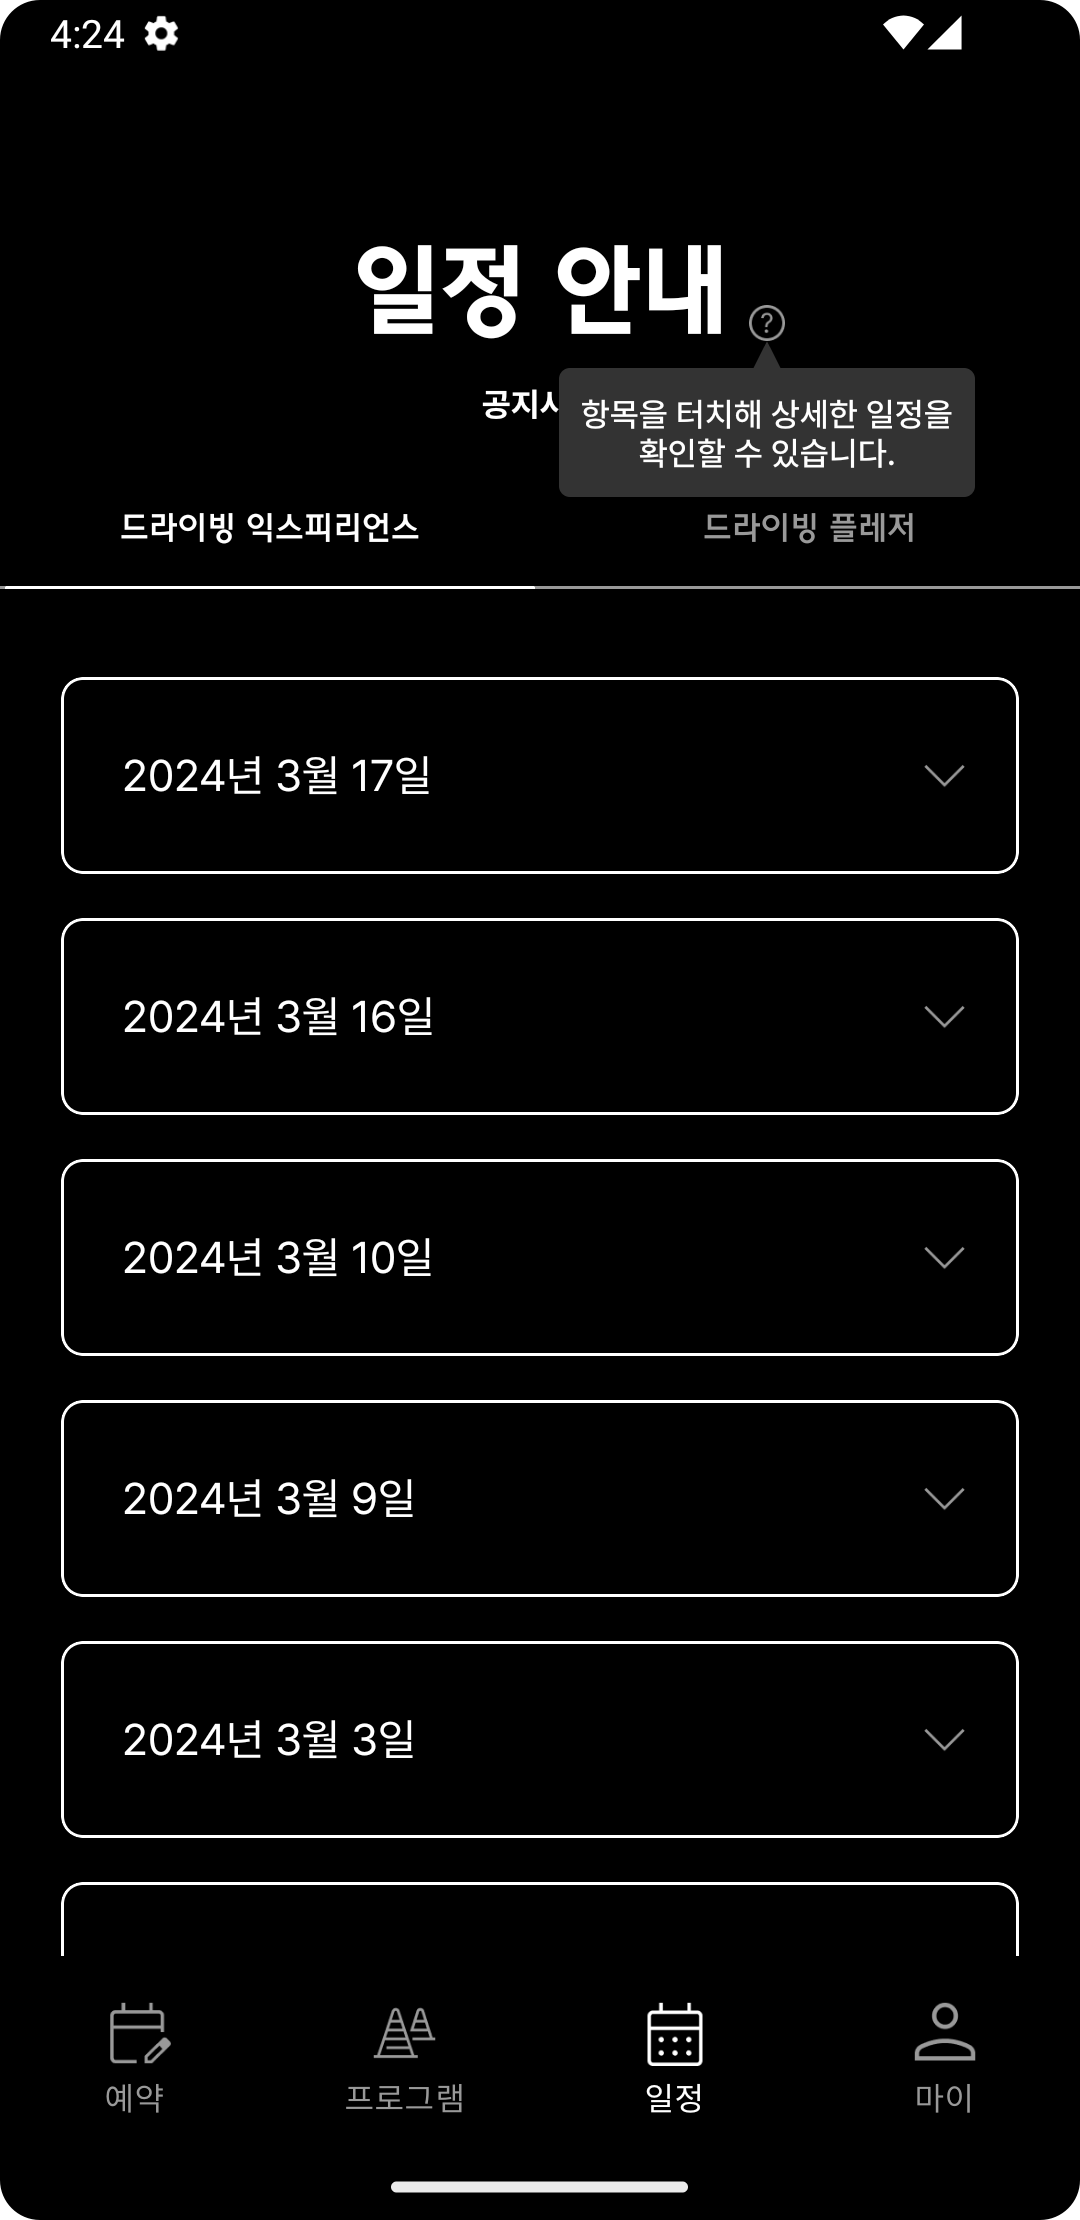 4:24
일정 안내
?
공지
항목을 터치해 상세한 일정을
확인할 수 있습니다.
드라이빙 익스피리언스
드라이빙 플레저
2024년 3월 17일
2024년 3월 16일
2024년 3월 10일
2024년 3월 9일
2024년 3월 3일
예약
프로그램
일정
마이